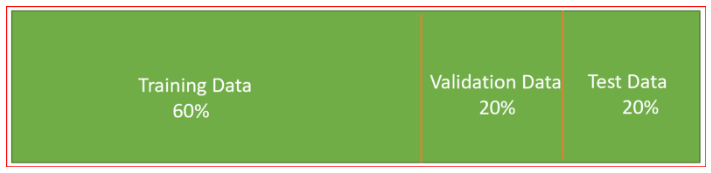 Training Data
60%
Validation Data
20%
Test Data
20%